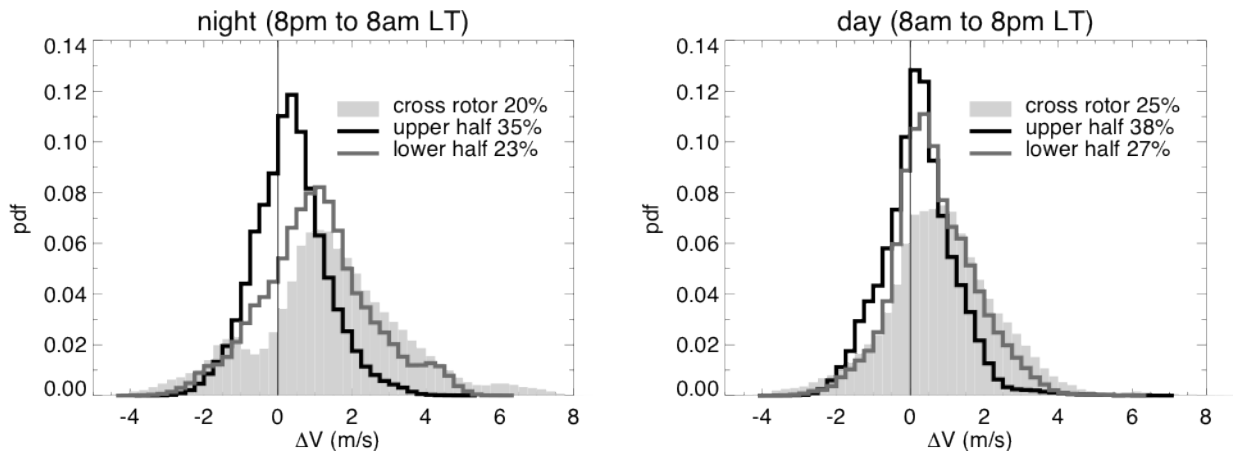 night (8pm to 8am LT)
0.14
0.12
0.10
0.08
0.06
0.04
0.02
0.00
pdf
cross rotor 20%
upper half 35%
lower half 23%
-4 -2 0 2 4 6 8
ΔV (m/s)
day (8am to 8pm LT)
0.14
0.12
0.10
0.08
0.06
0.04
0.02
0.00
pdf
cross rotor 25%
upper half 38%
lower half 27%
-4 -2 0 2 4 6 8
ΔV (m/s)